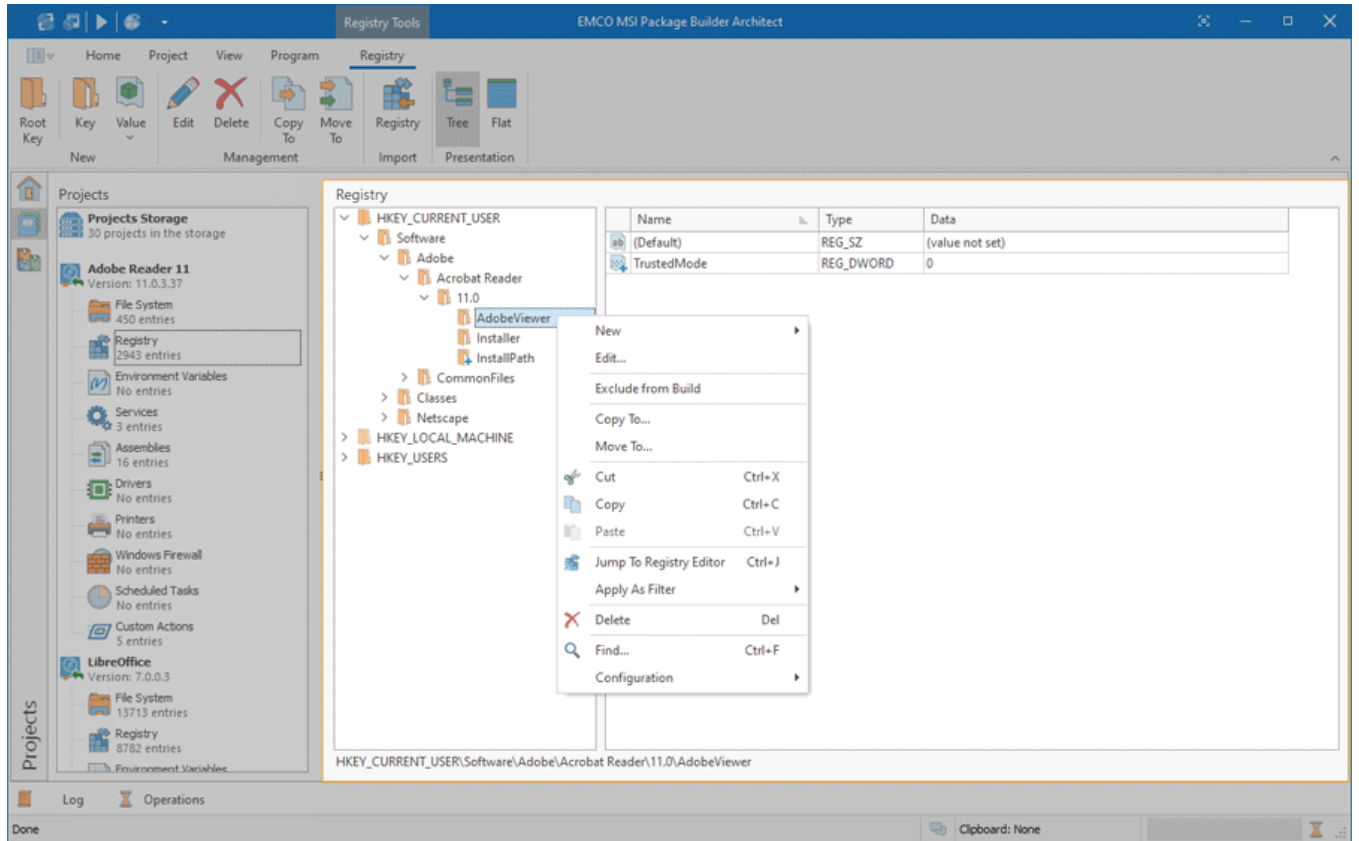 Registry Tools
EMCO MSI Package Builder Architect
Home Project View Program Registry
Root Key
Key
Value
Edit
Delete
Copy To
Move To
Registry
Tree
Flat
New
Management
Import
Presentation
Projects
Projects
Projects Storage
30 projects in the storage
Adobe Reader 11
Version: 11.0.3.37
File System
450 entries
Registry
2943 entries
Environment Variables
No entries
Services
3 entries
Assemblies
16 entries
Drivers
No entries
Printers
No entries
Windows Firewall
No entries
Scheduled Tasks
No entries
Custom Actions
5 entries
LibreOffice
Version: 7.0.0.3
File System
13713 entries
Registry
8782 entries
Environment Variables
Registry
HKEY_CURRENT_USER
Software
Adobe
Acrobat Reader
11.0
AdobeViewer
Installer
InstallPath
CommonFiles
Classes
Netscape
HKEY_LOCAL_MACHINE
HKEY_USERS
Name Type Data
ab (Default) REG_SZ (value not set)
TrustedMode REG_DWORD 0
New
Edit...
Exclude from Build
Copy To...
Move To...
Cut Ctrl+X
Copy Ctrl+C
Paste Ctrl+V
Jump To Registry Editor Ctrl+J
Apply As Filter
Delete Del
Find... Ctrl+F
Configuration
HKEY_CURRENT_USER\Software\Adobe\Acrobat Reader\11.0\AdobeViewer
Log Operations
Done
Clipboard: None